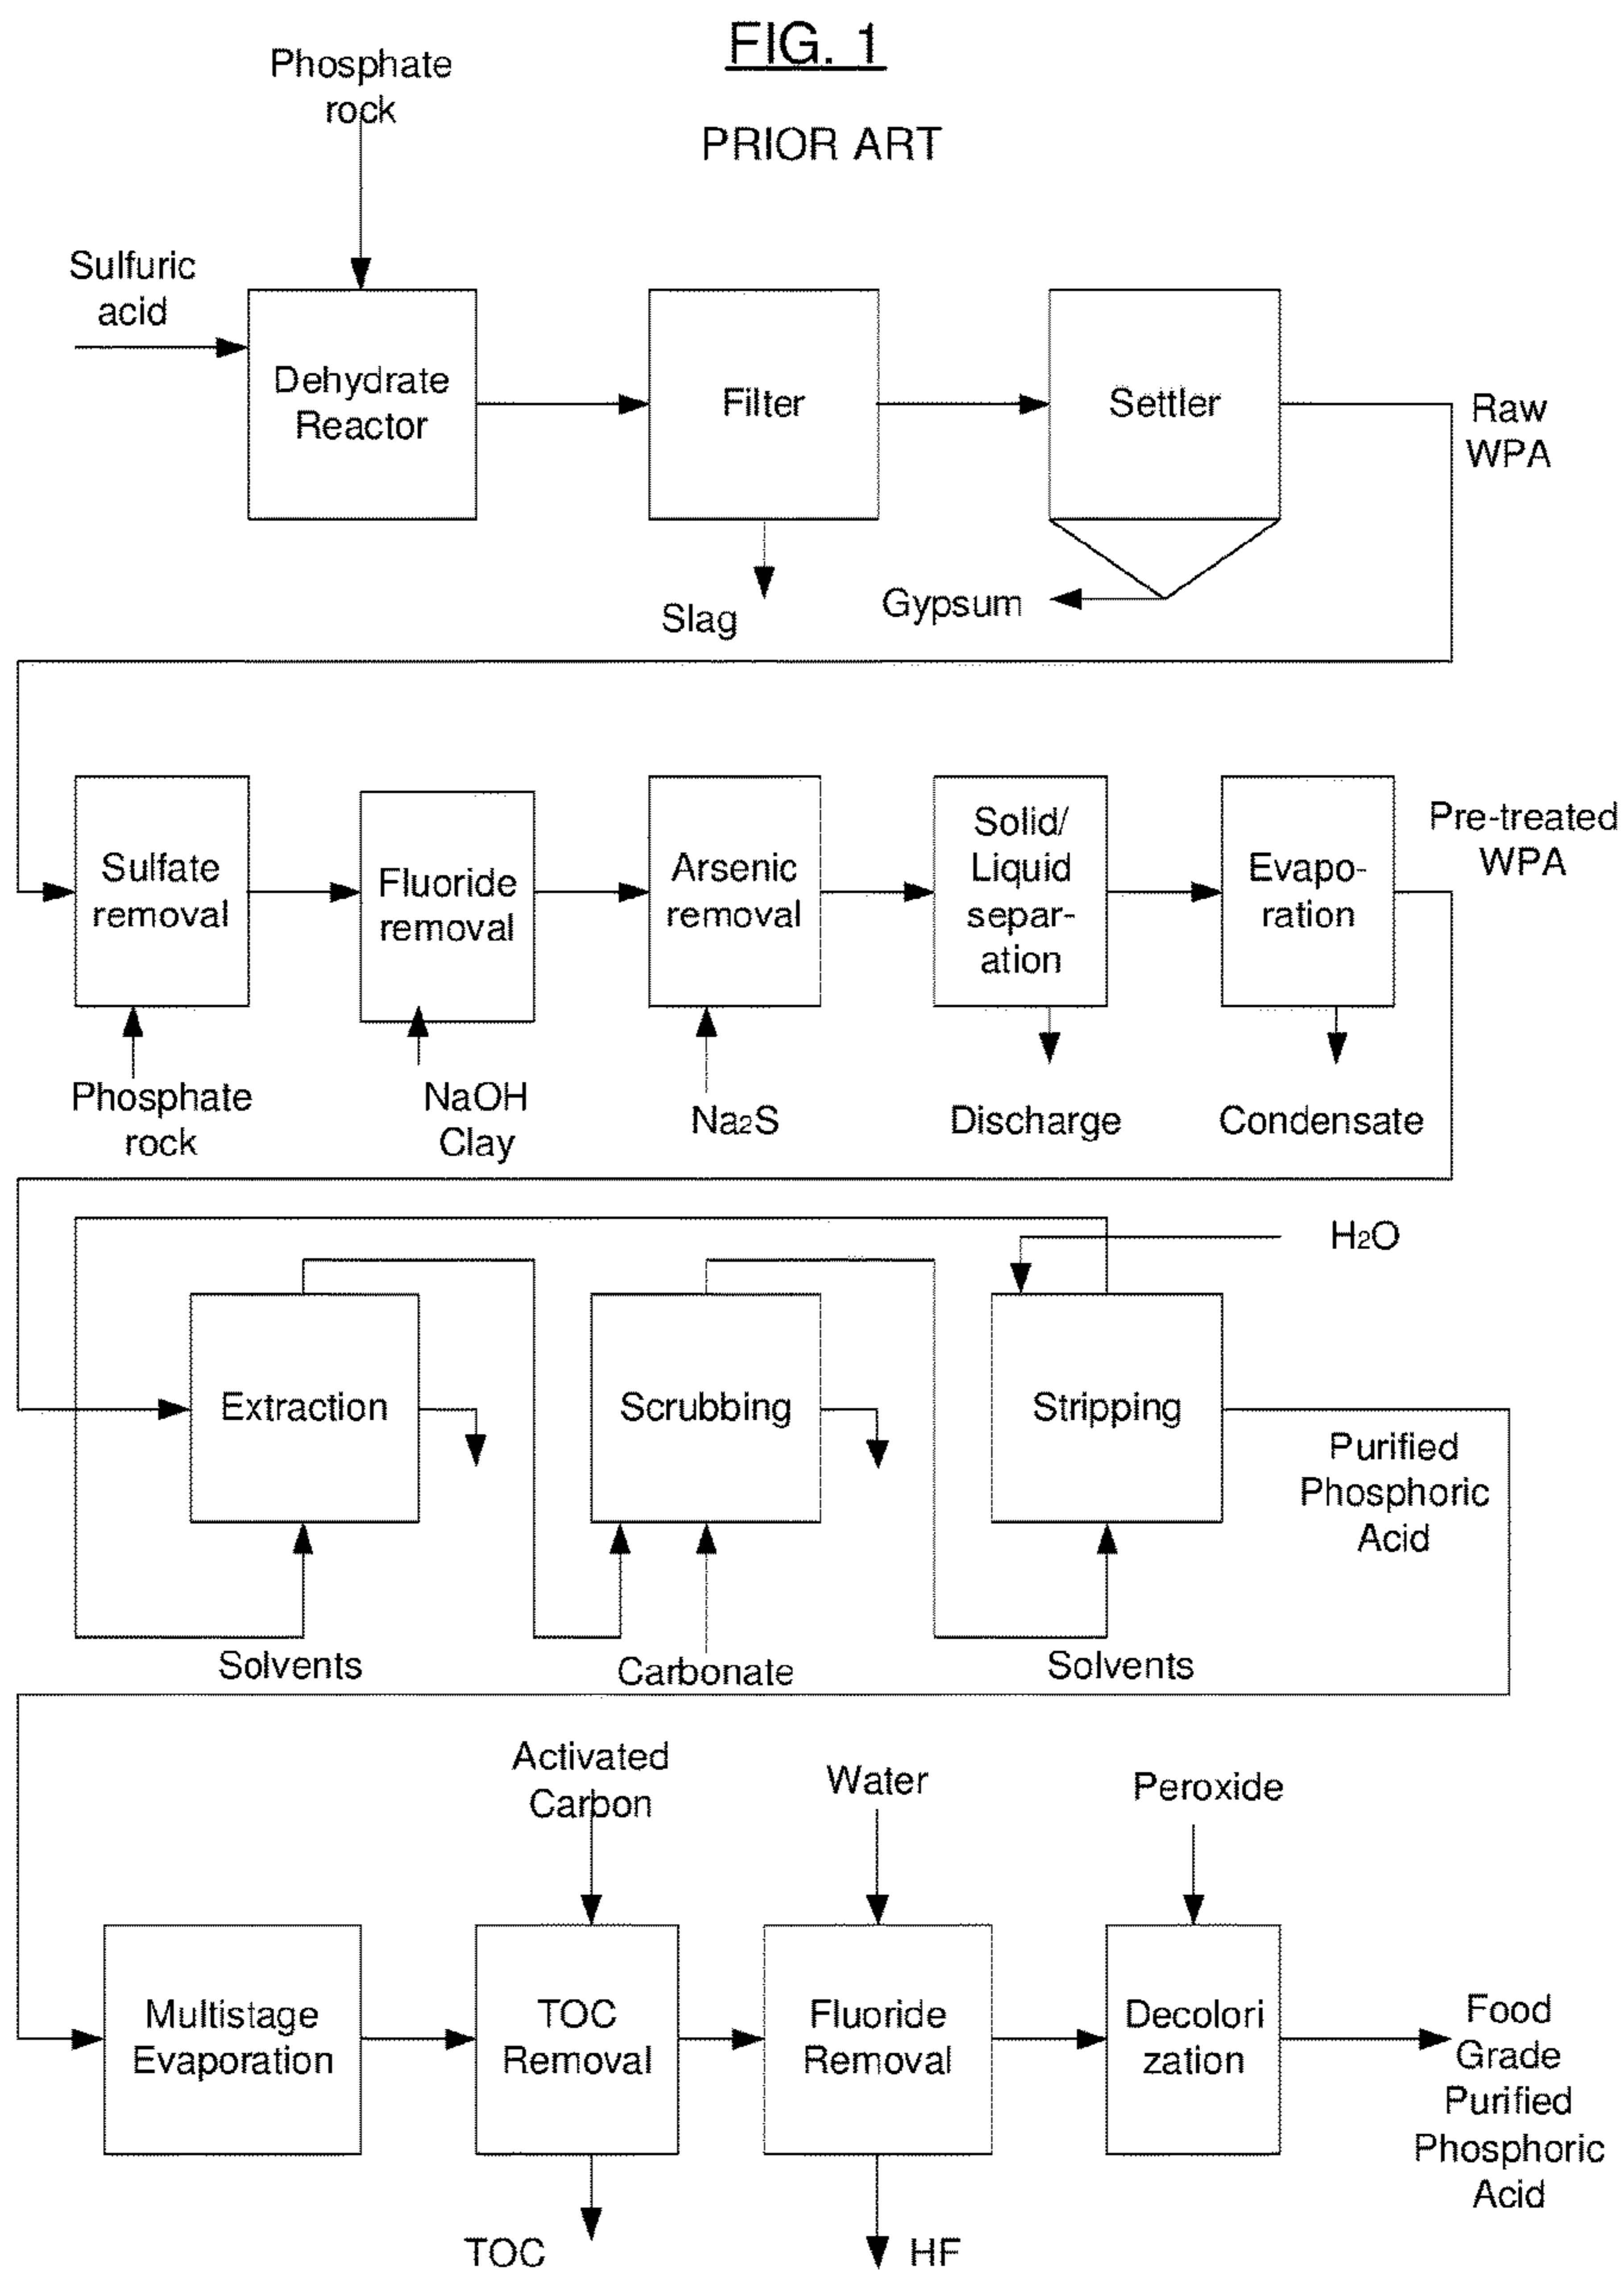 FIG. 1
PRIOR ART
Phosphate
rock
Sulfuric
acid
Dehydrate
Reactor
Filter
Settler
Raw
WPA
Slag
Gypsum
Sulfate
removal
Fluoride
removal
Arsenic
removal
Solid/
Liquid
separ-
ation
Evapo-
ration
Pre-treated
WPA
Phosphate
rock
NaOH
Clay
Na2S
Discharge
Condensate
H2O
Extraction
Scrubbing
Stripping
Purified
Phosphoric
Acid
Solvents
Carbonate
Solvents
Activated
Carbon
Water
Peroxide
Multistage
Evaporation
TOC
Removal
Fluoride
Removal
Decolori
zation
Food
Grade
Purified
Phosphoric
Acid
TOC
HF